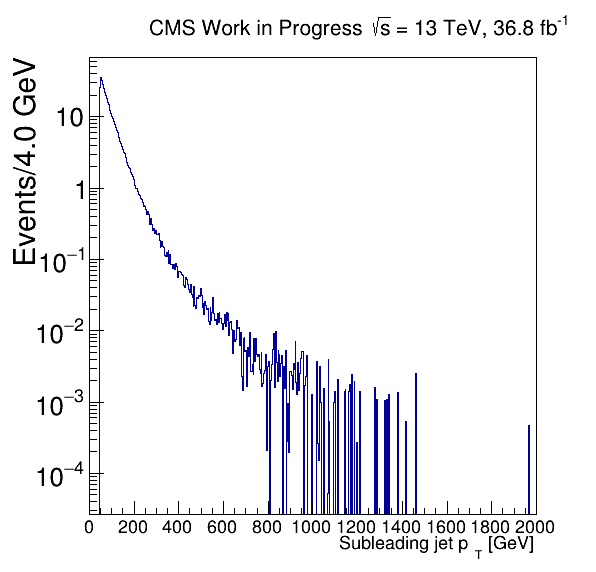 CMS Work in Progress √s = 13 TeV, 36.8 fb⁻¹
Events/4.0 GeV
10
1
10⁻¹
10⁻²
10⁻³
10⁻⁴
0 200 400 600 800 1000 1200 1400 1600 1800 2000
Subleading jet p_T [GeV]